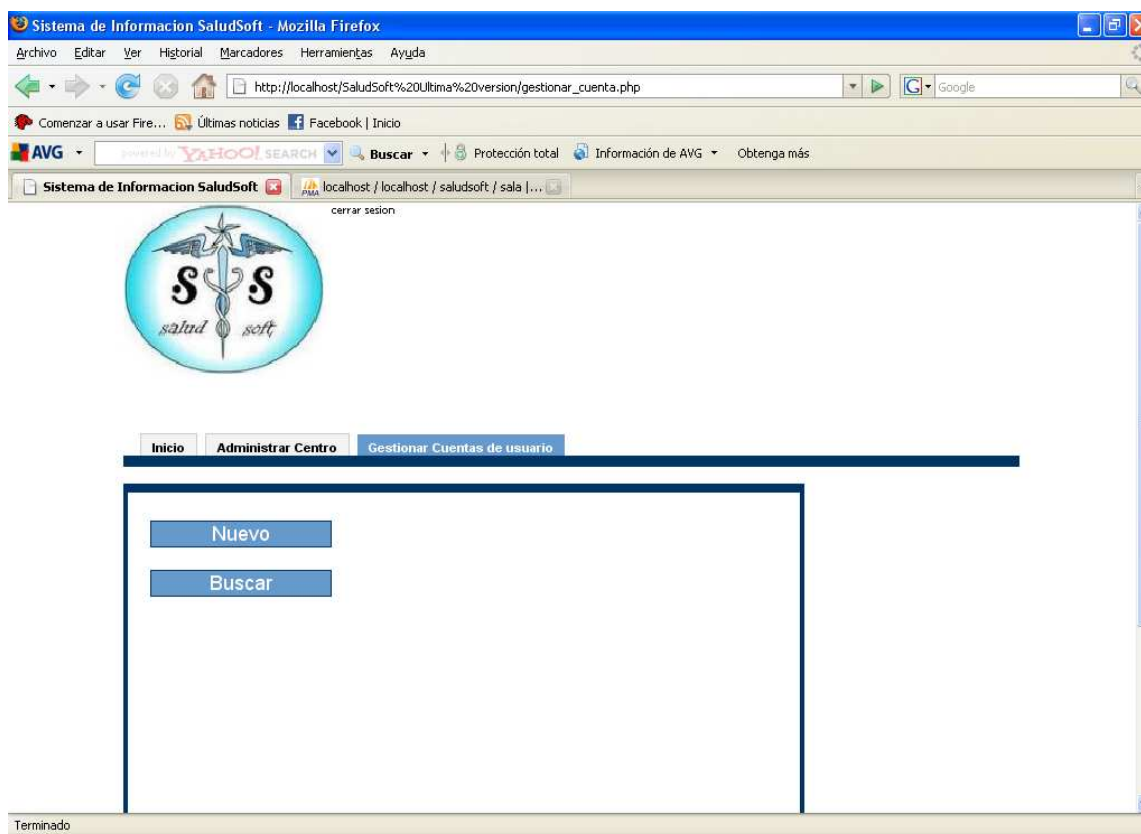 Sistema de Informacion SaludSoft - Mozilla Firefox
Archivo Editar Ver Historial Marcadores Herramientas Ayuda
http://localhost/SaludSoft%20Ultima%20version/gestionar_cuenta.php G Google
Comenzar a usar Fire... Últimas noticias Facebook | Inicio
AVG powered by YAHOO! SEARCH Buscar Protección total Información de AVG Obtenga más
Sistema de Informacion SaludSoft PMA localhost / localhost / saludsoft / sala |...
cerrar sesion
S S
salud soft
Inicio Administrar Centro Gestionar Cuentas de usuario
Nuevo
Buscar
Terminado